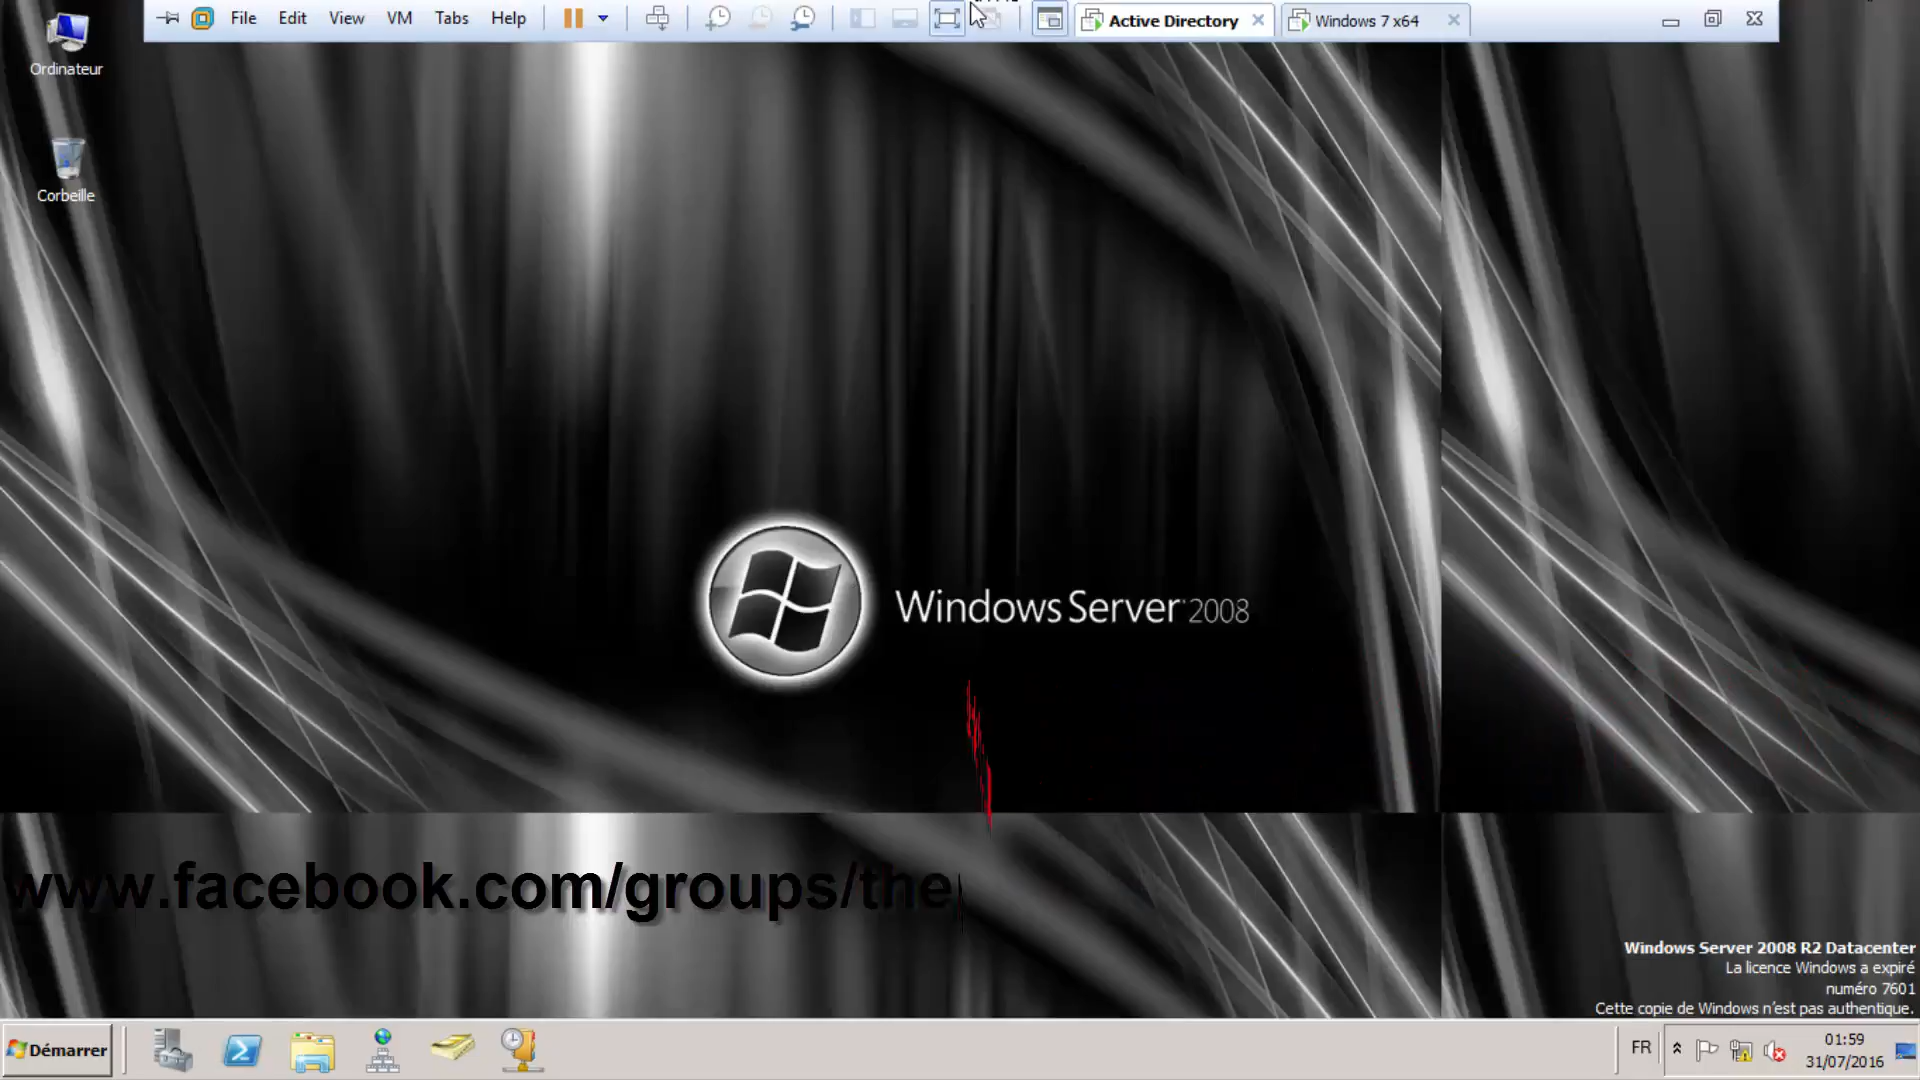 File Edit View VM Tabs Help Active Directory Windows 7 x64
Ordinateur
Corbeille
Windows Server 2008
www.facebook.com/groups/the
Windows Server 2008 R2 Datacenter
La licence Windows a expiré
numéro 7601
Cette copie de Windows n'est pas authentique.
Démarrer
FR
01:59
31/07/2016